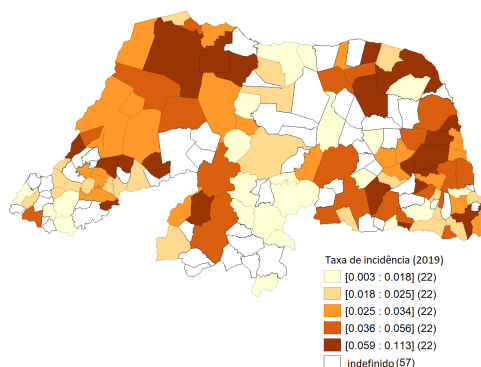 Taxa de incidência (2019)
[0.003 : 0.018] (22)
[0.018 : 0.025] (22)
[0.025 : 0.034] (22)
[0.036 : 0.056] (22)
[0.059 : 0.113] (22)
indefinido (57)